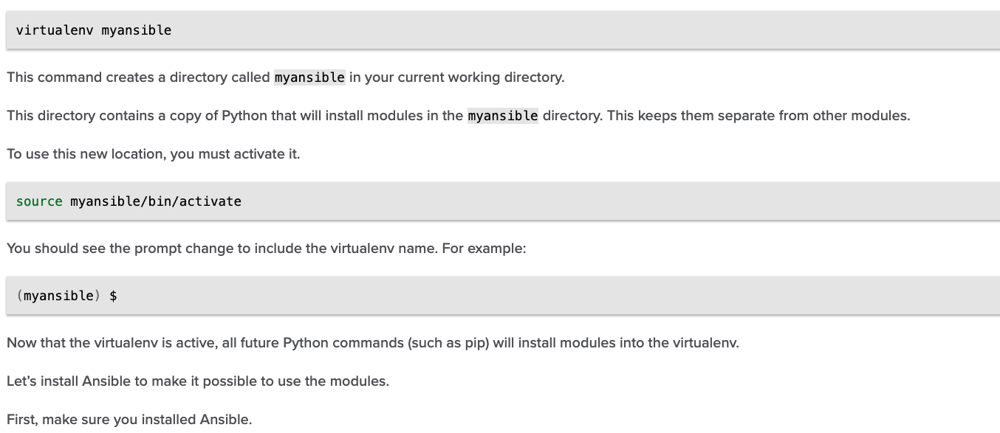 virtualenv myansible
This command creates a directory called myansible in your current working directory.
This directory contains a copy of Python that will install modules in the myansible directory. This keeps them separate from other modules.
To use this new location, you must activate it.
source myansible/bin/activate
You should see the prompt change to include the virtualenv name. For example:
(myansible) $
Now that the virtualenv is active, all future Python commands (such as pip) will install modules into the virtualenv.
Let’s install Ansible to make it possible to use the modules.
First, make sure you installed Ansible.